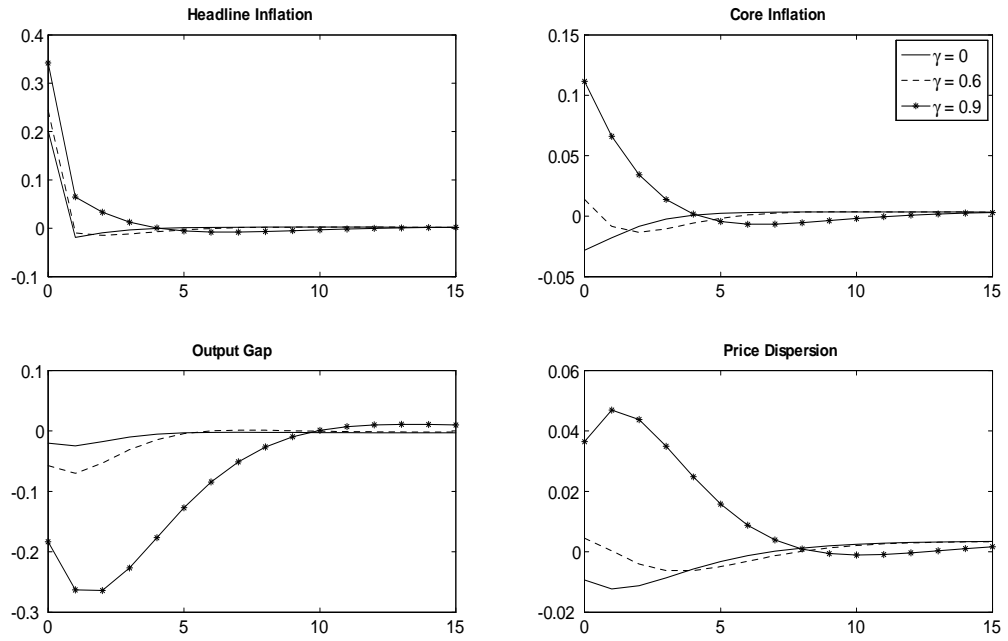 Headline Inflation
0.4
0.3
0.2
0.1
0
-0.1
0 5 10 15
Core Inflation
0.15
0.1
0.05
0
-0.05
0 5 10 15
γ = 0
γ = 0.6
γ = 0.9
Output Gap
0.1
0
-0.1
-0.2
-0.3
0 5 10 15
Price Dispersion
0.06
0.04
0.02
0
-0.02
0 5 10 15